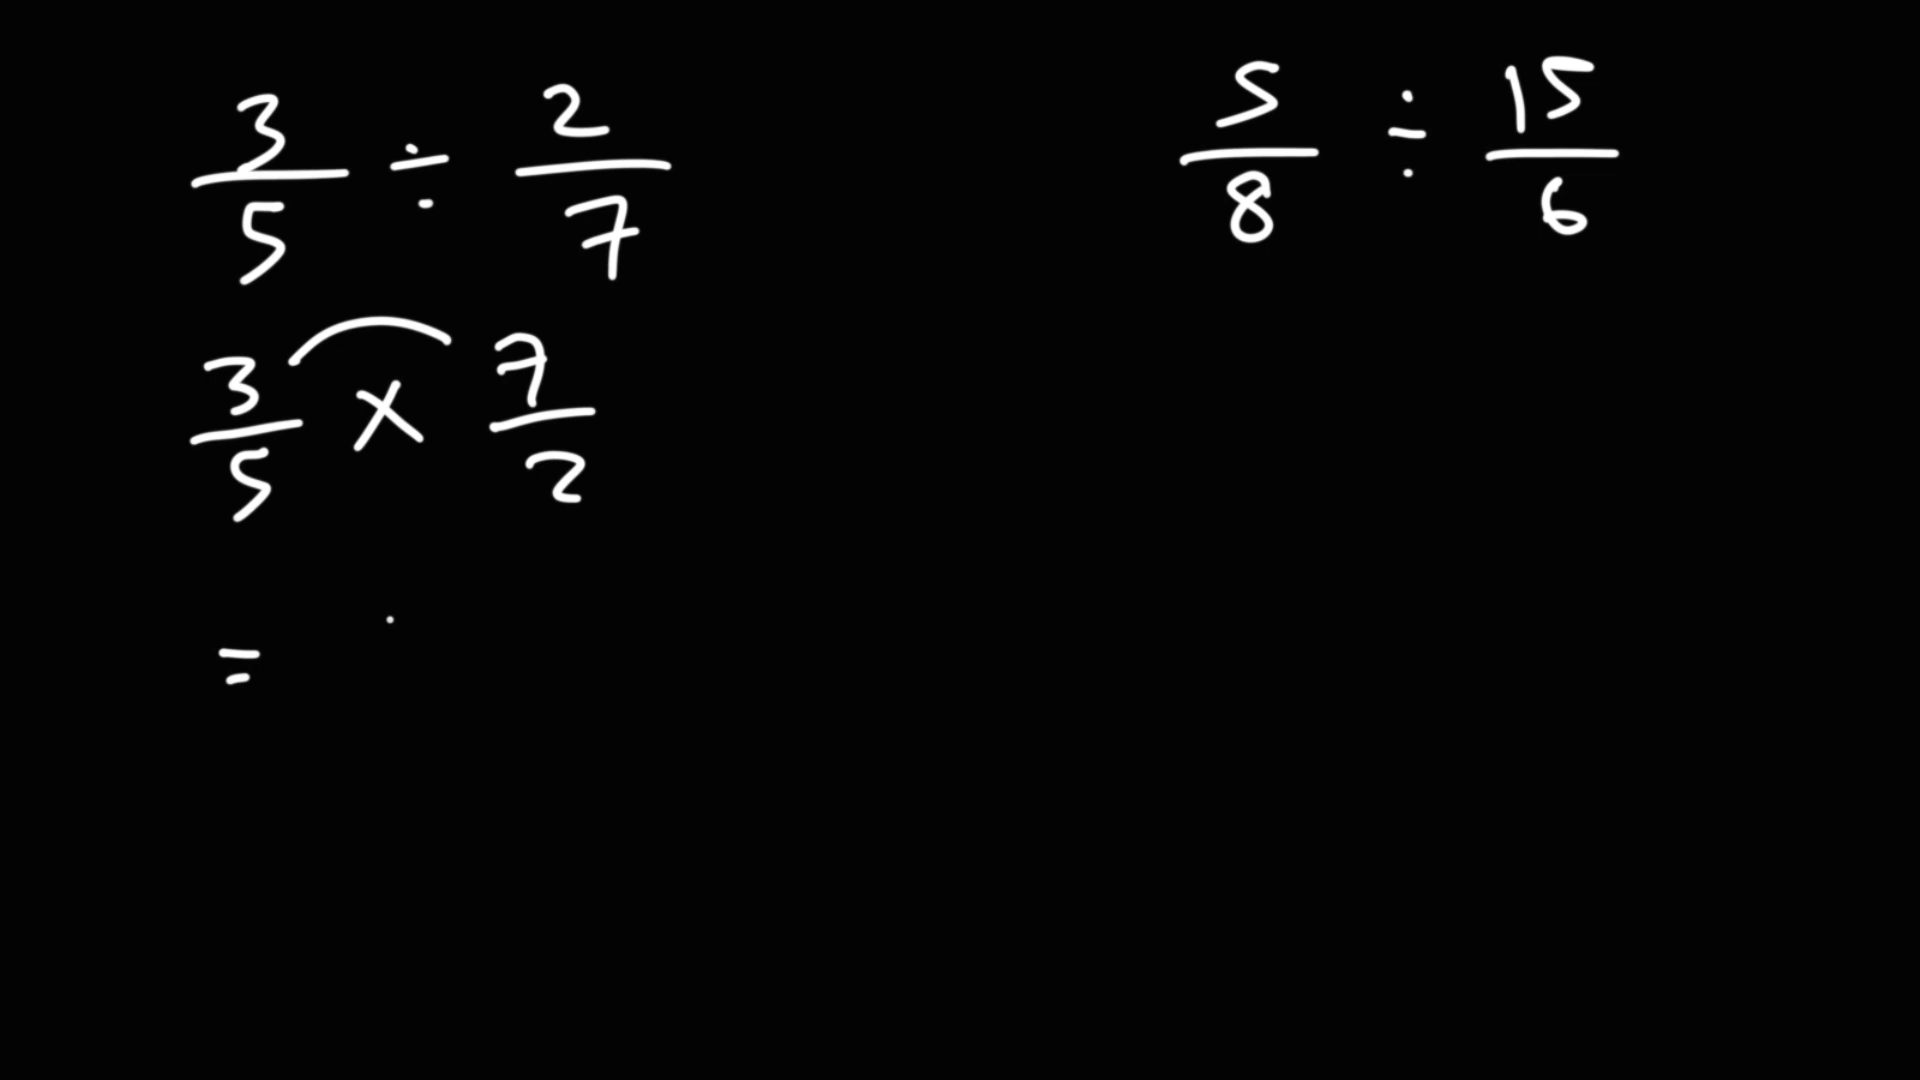 3/5 ÷ 2/7
3/5 × 7/2
=
5/8 ÷ 15/6